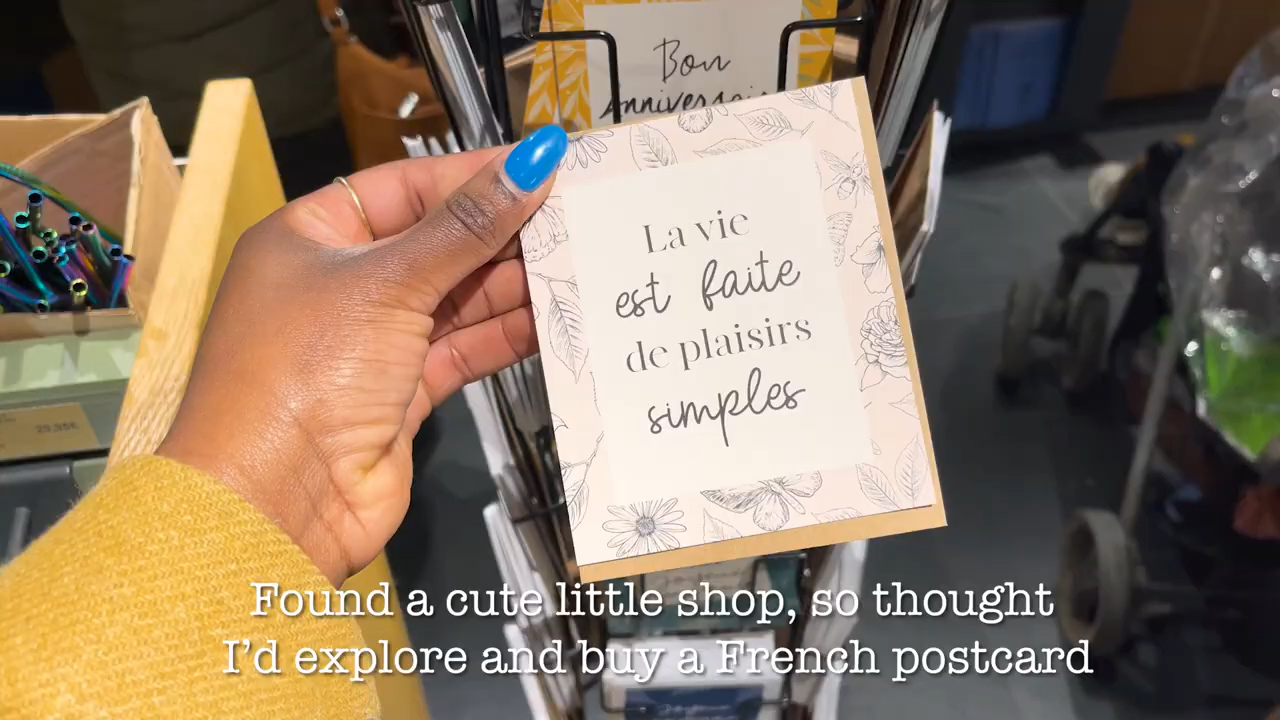 Bon
Anniversaire
La vie
est faite
de plaisirs
simples
Found a cute little shop, so thought
I'd explore and buy a French postcard